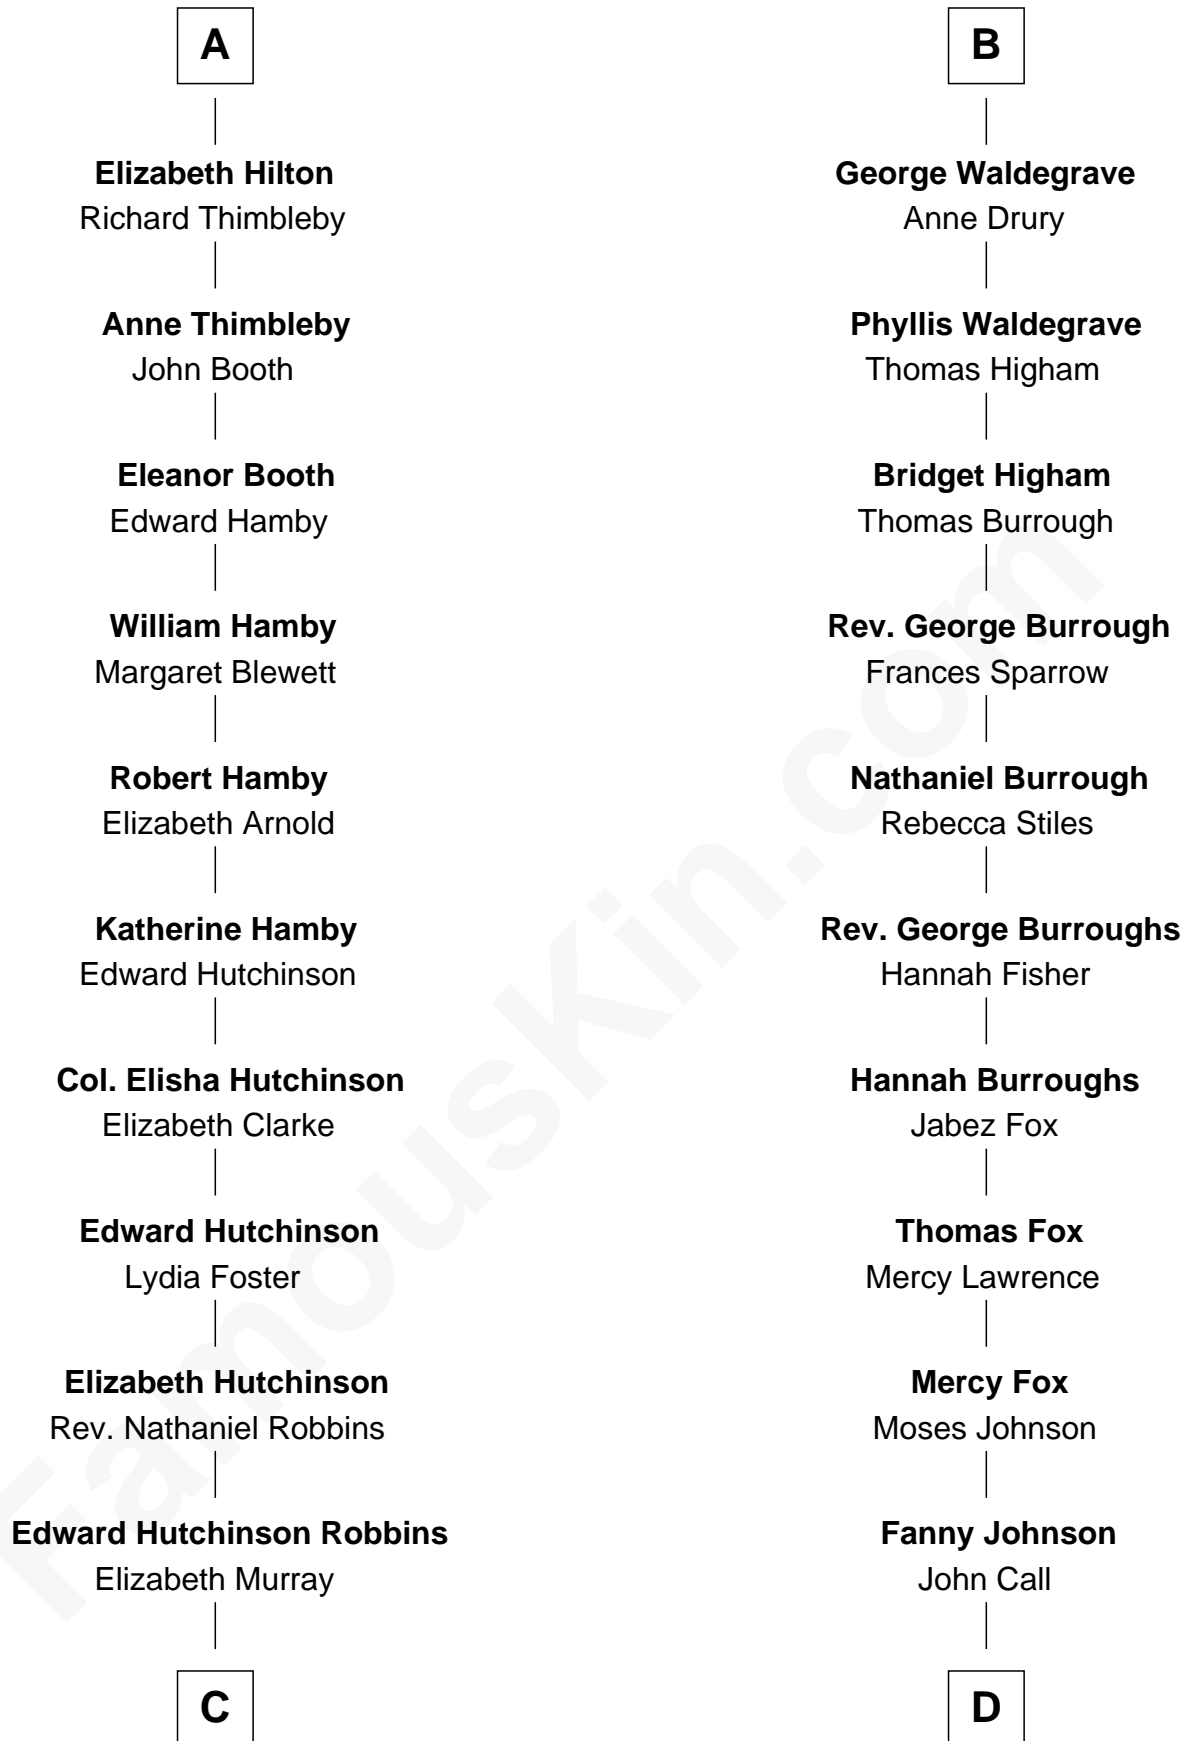 A
Elizabeth Hilton
Richard Thimbleby
Anne Thimbleby
John Booth
Eleanor Booth
Edward Hamby
William Hamby
Margaret Blewett
Robert Hamby
Elizabeth Arnold
Katherine Hamby
Edward Hutchinson
Col. Elisha Hutchinson
Elizabeth Clarke
Edward Hutchinson
Lydia Foster
Elizabeth Hutchinson
Rev. Nathaniel Robbins
Edward Hutchinson Robbins
Elizabeth Murray
C
B
George Waldegrave
Anne Drury
Phyllis Waldegrave
Thomas Higham
Bridget Higham
Thomas Burrough
Rev. George Burrough
Frances Sparrow
Nathaniel Burrough
Rebecca Stiles
Rev. George Burroughs
Hannah Fisher
Hannah Burroughs
Jabez Fox
Thomas Fox
Mercy Lawrence
Mercy Fox
Moses Johnson
Fanny Johnson
John Call
D
FamousKin.com